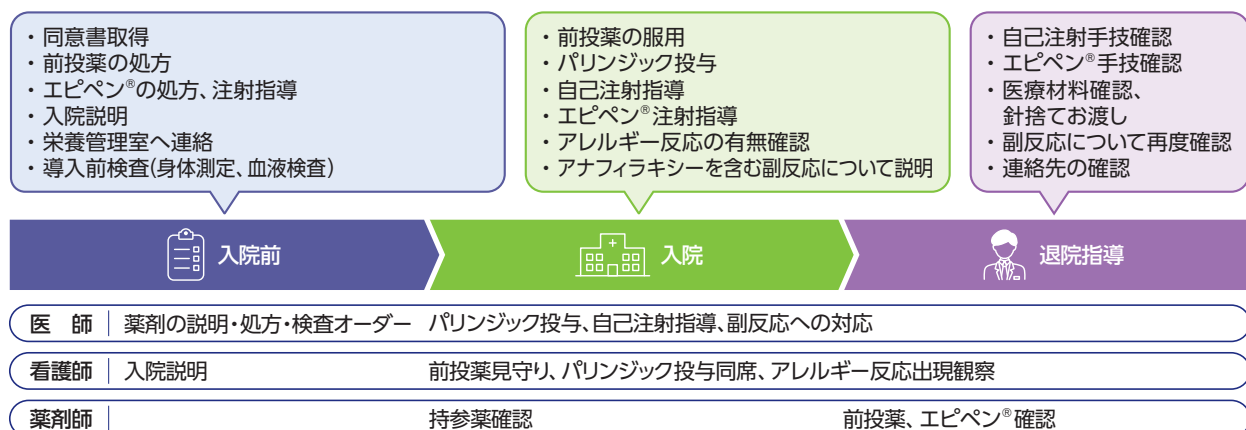 ・ 同意書取得
・ 前投薬の処方
・ エピペン®の処方、注射指導
・ 入院説明
・ 栄養管理室へ連絡
・ 導入前検査(身体測定、血液検査)
・ 前投薬の服用
・ パリンジック投与
・ 自己注射指導
・ エピペン®注射指導
・ アレルギー反応の有無確認
・ アナフィラキシーを含む副反応について説明
・ 自己注射手技確認
・ エピペン®手技確認
・ 医療材料確認、
針捨てお渡し
・ 副反応について再度確認
・ 連絡先の確認
入院前
入院
退院指導
医 師 薬剤の説明・処方・検査オーダー パリンジック投与、自己注射指導、副反応への対応
看護師 入院説明 前投薬見守り、パリンジック投与同席、アレルギー反応出現観察
薬剤師 持参薬確認 前投薬、エピペン®確認